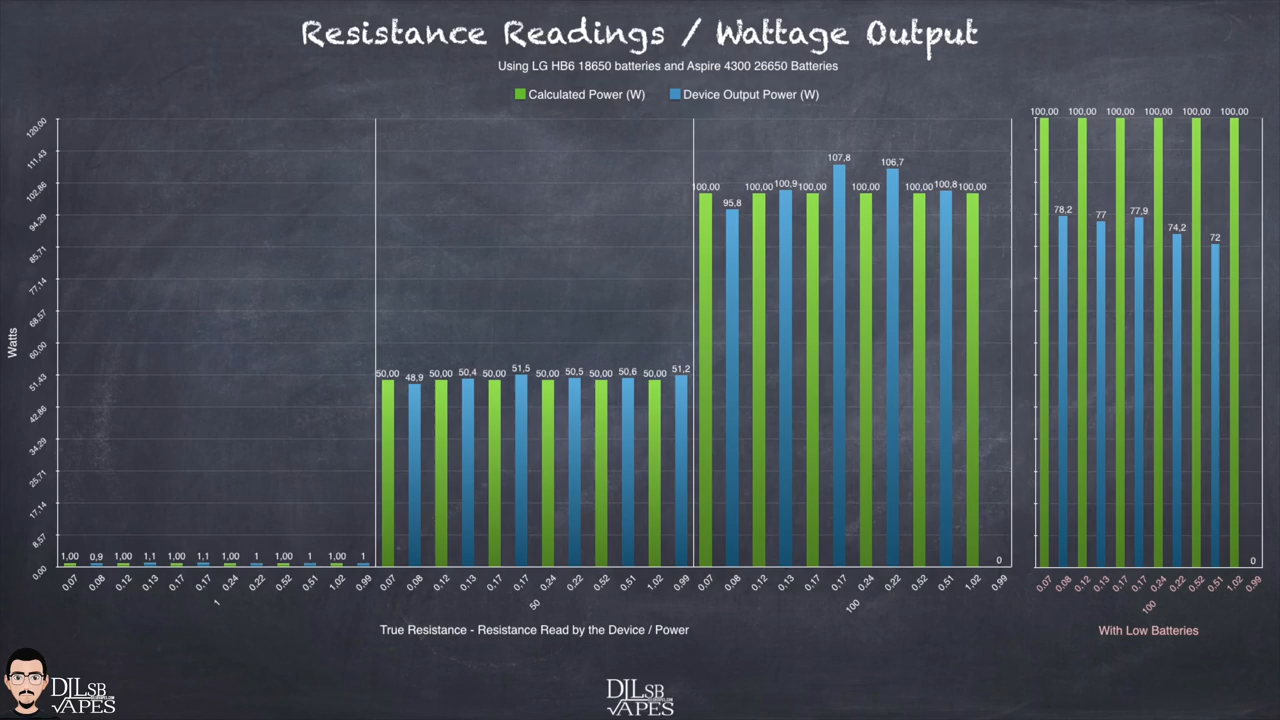 Resistance Readings / Wattage Output
Using LG HB6 18650 batteries and Aspire 4300 26650 Batteries
Calculated Power (W) Device Output Power (W)
Watts
120,00
111,43
102,86
94,29
85,71
77,14
68,57
60,00
51,43
42,86
34,29
25,71
17,14
8,57
0,00
1,00 0,9 1,00 1,1 1,00 1,1 1,00 1 1,00 1 1,00 1
50,00 48,9 50,00 50,4 50,00 51,5 50,00 50,5 50,00 50,6 50,00 51,2
100,00 95,8 100,00 100,9 100,00 107,8 100,00 106,7 100,00 100,8 100,00 0
100,00 78,2 100,00 77 100,00 77,9 100,00 74,2 100,00 72 100,00 0
0,07 0,08 0,12 0,13 0,17 0,17 0,24 0,22 0,52 0,51 1,02 0,99
1
0,07 0,08 0,12 0,13 0,17 0,17 0,24 0,22 0,52 0,51 1,02 0,99
50
0,07 0,08 0,12 0,13 0,17 0,17 0,24 0,22 0,52 0,51 1,02 0,99
100
0,07 0,08 0,12 0,13 0,17 0,17 0,24 0,22 0,52 0,51 1,02 0,99
100
True Resistance - Resistance Read by the Device / Power
With Low Batteries
DJLSB
VAPES
DJLSB
VAPES